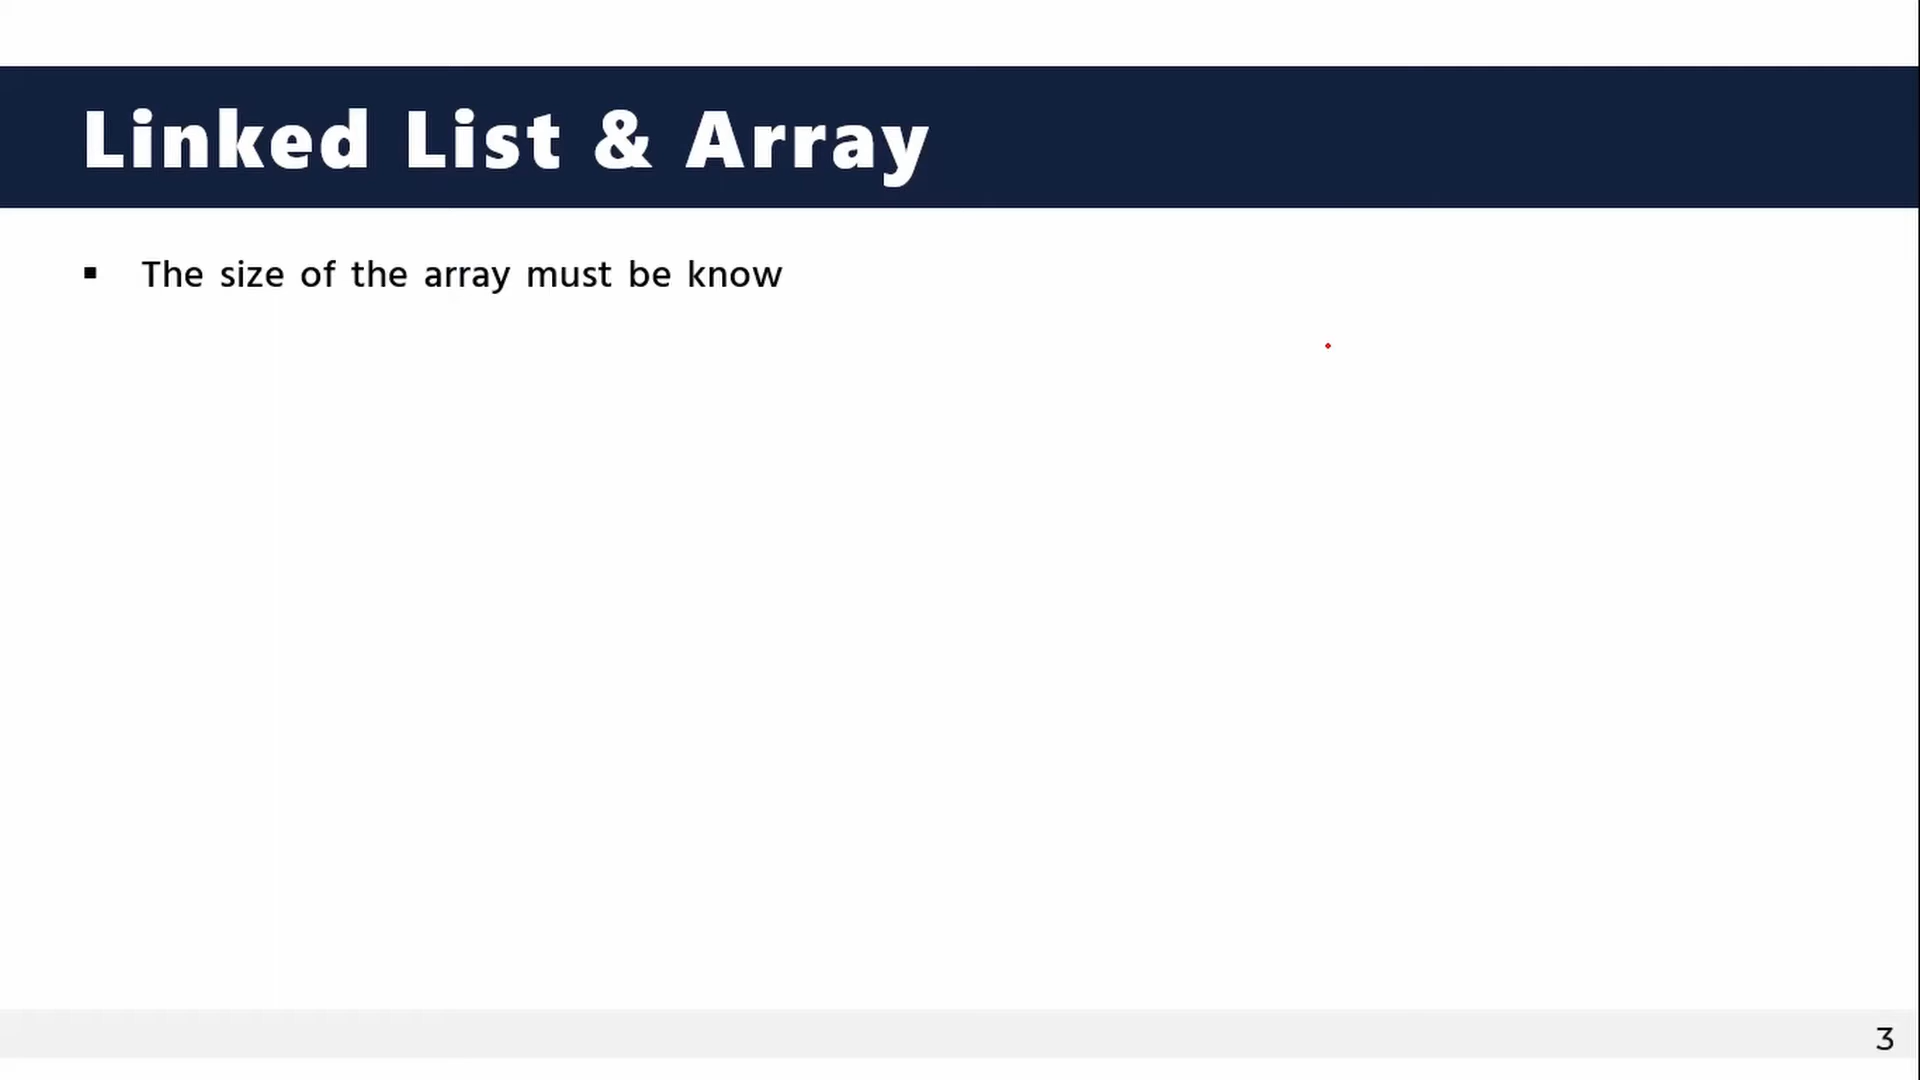 Linked List & Array
▪ The size of the array must be know
3